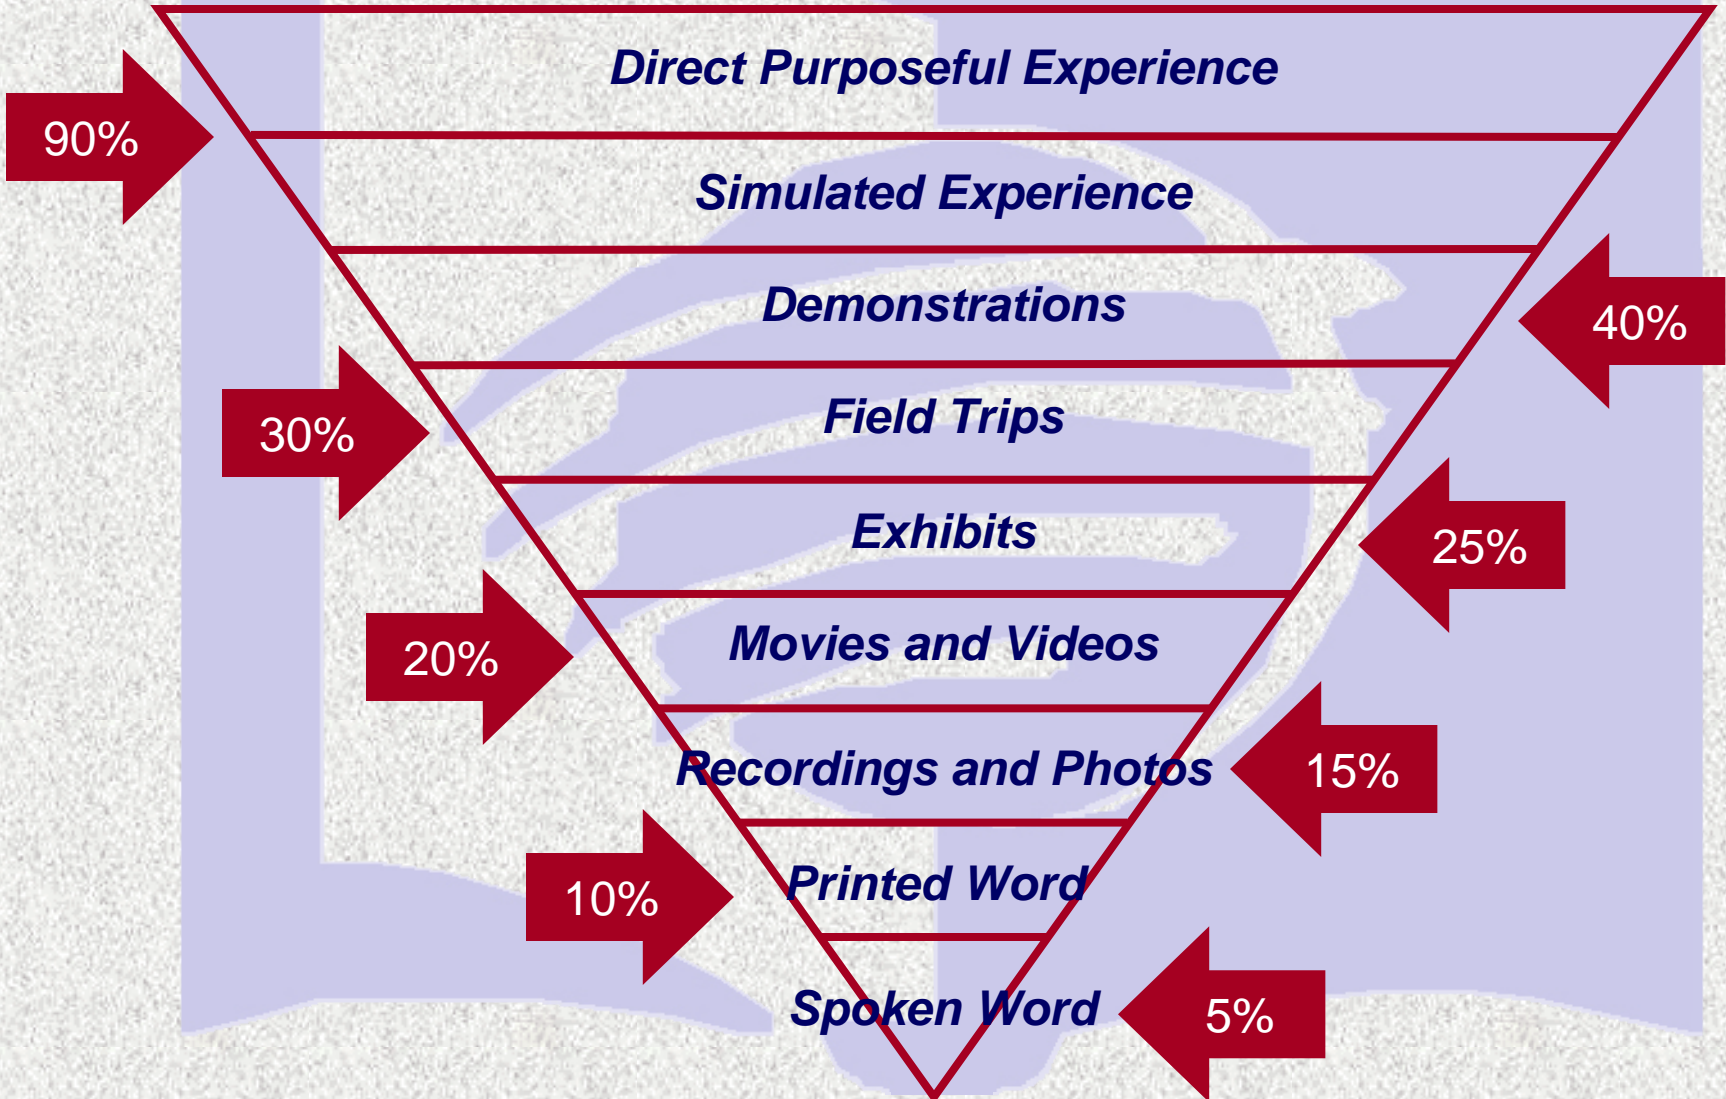 Direct Purposeful Experience
90%
Simulated Experience
Demonstrations
40%
Field Trips
30%
Exhibits
25%
Movies and Videos
20%
Recordings and Photos
15%
Printed Word
10%
Spoken Word
5%